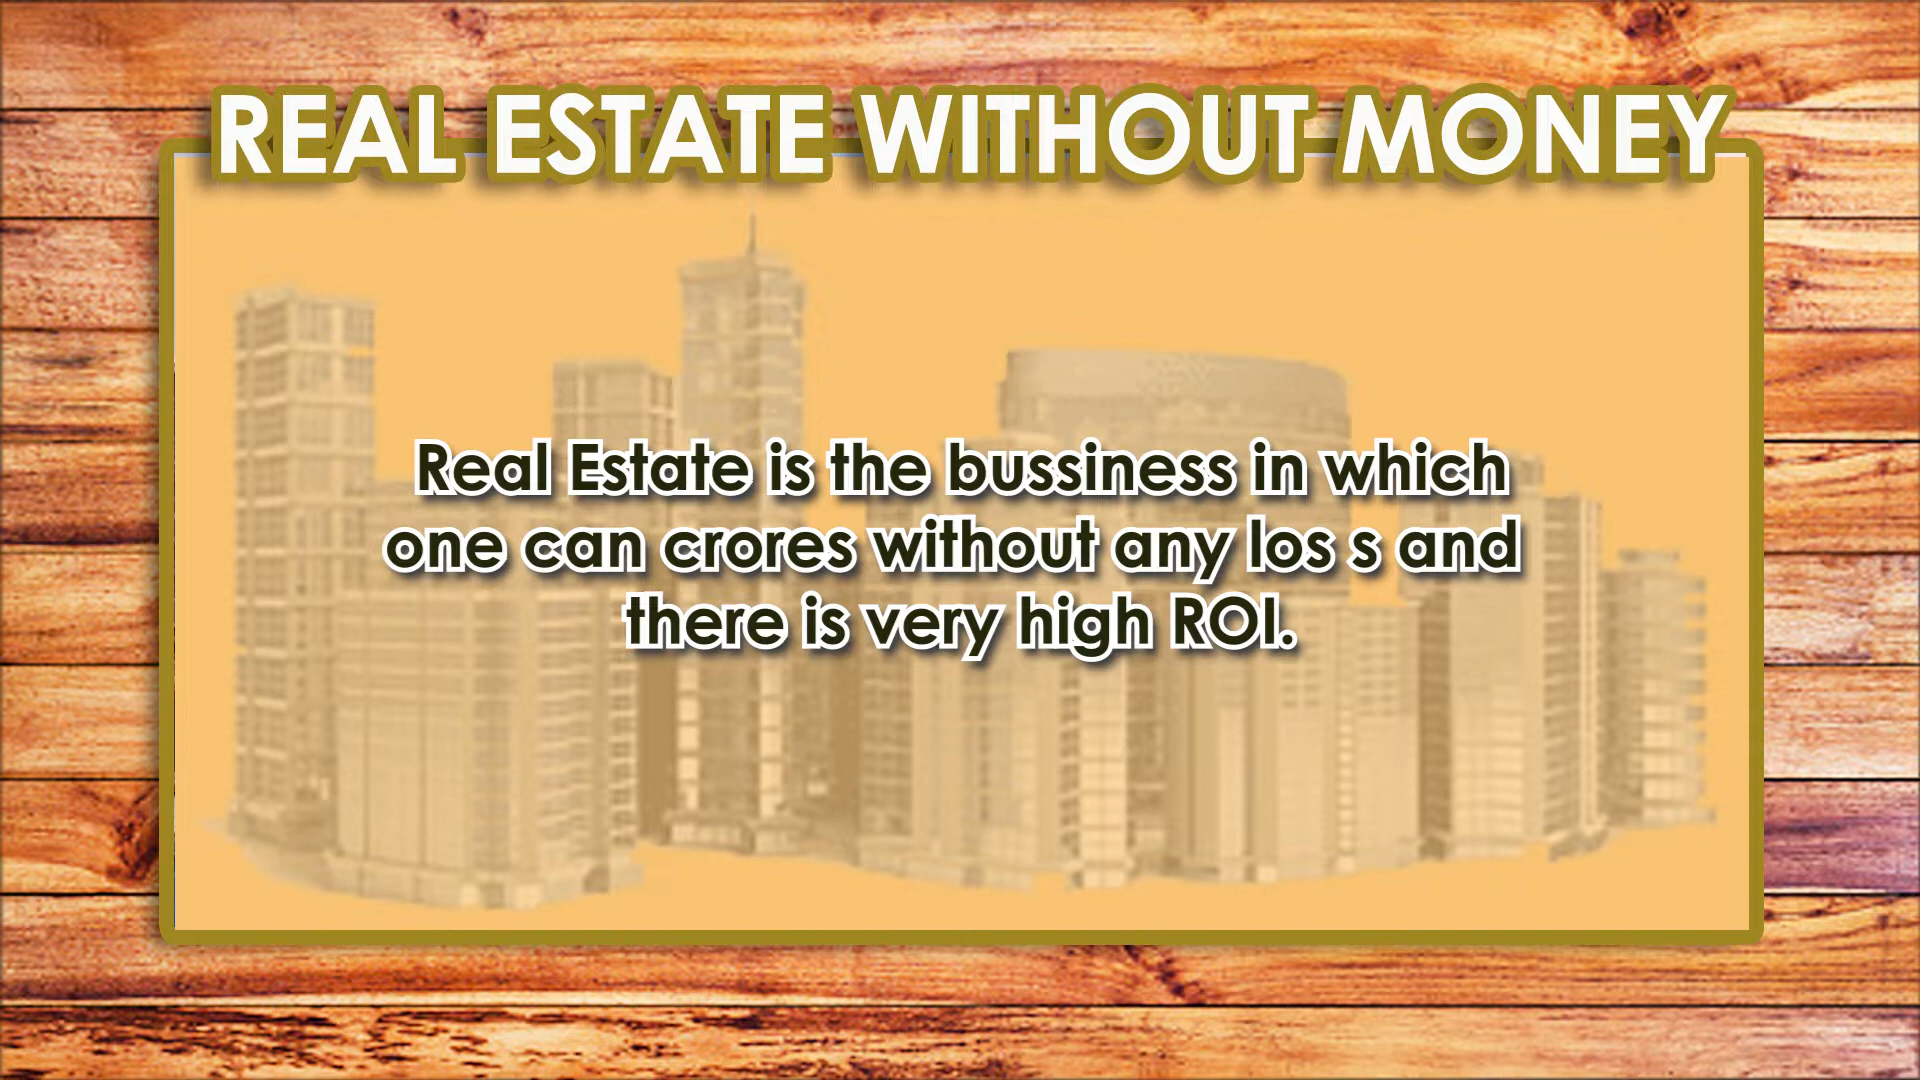 REAL ESTATE WITHOUT MONEY
Real Estate is the bussiness in which
one can crores without any los s and
there is very high ROI.